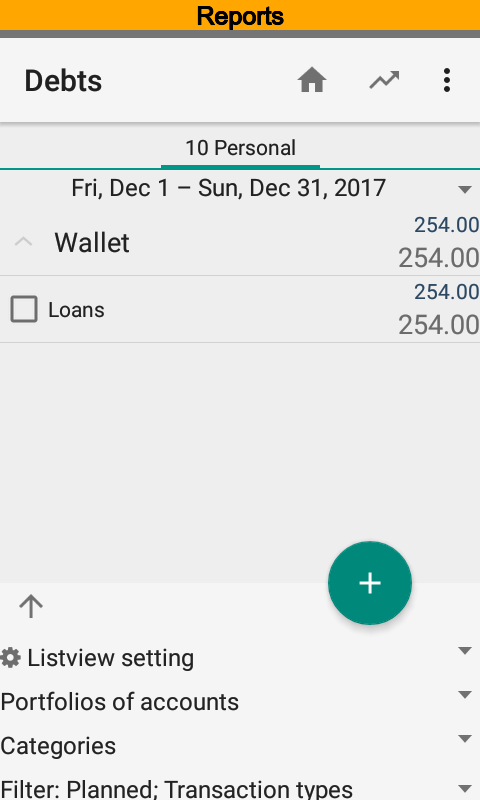 Reports
Debts
10 Personal
Fri, Dec 1 – Sun, Dec 31, 2017
254.00
Wallet
254.00
254.00
Loans
254.00
Listview setting
Portfolios of accounts
Categories
Filter: Planned; Transaction types